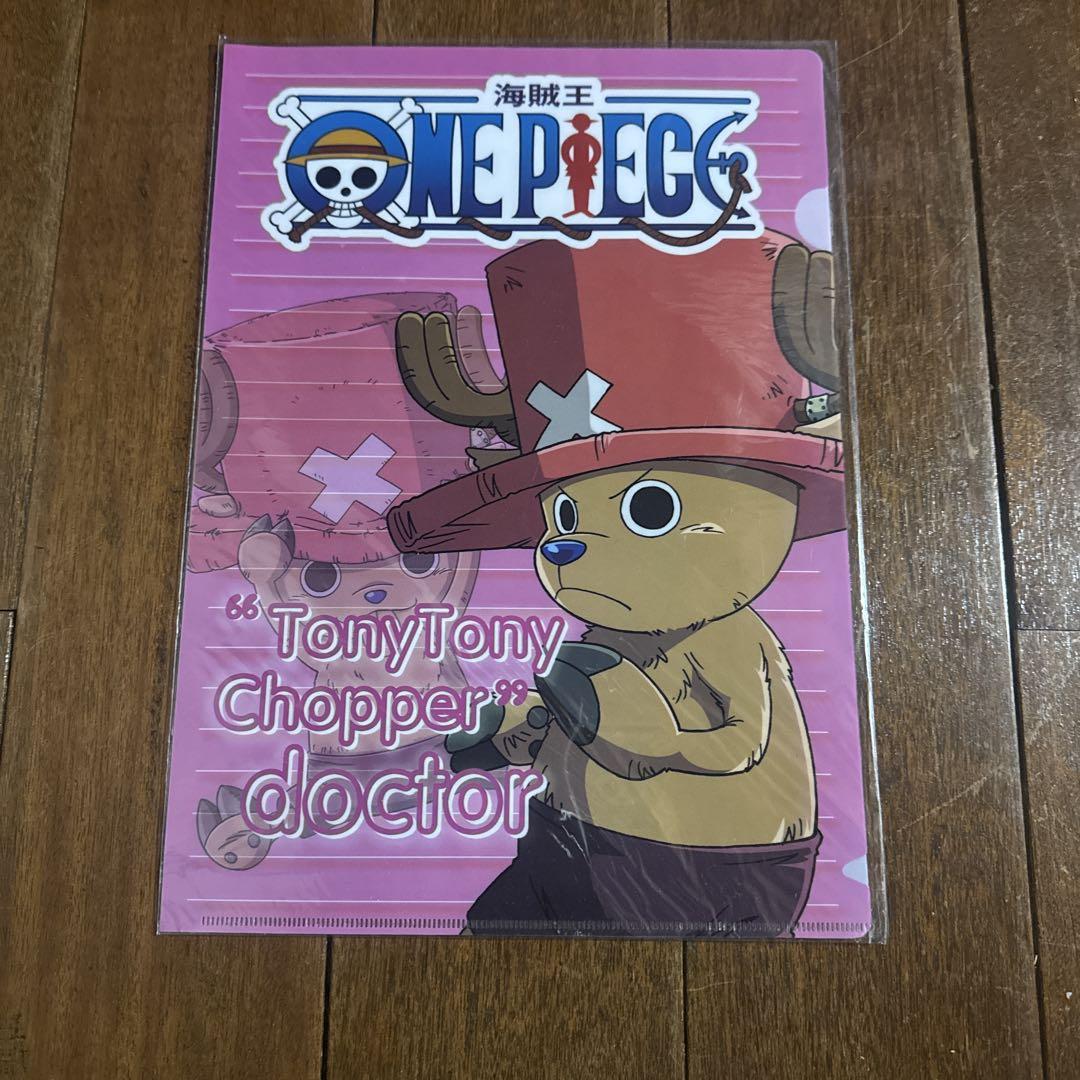 海賊王
ONE PIECE
“TonyTony
Chopper”
doctor